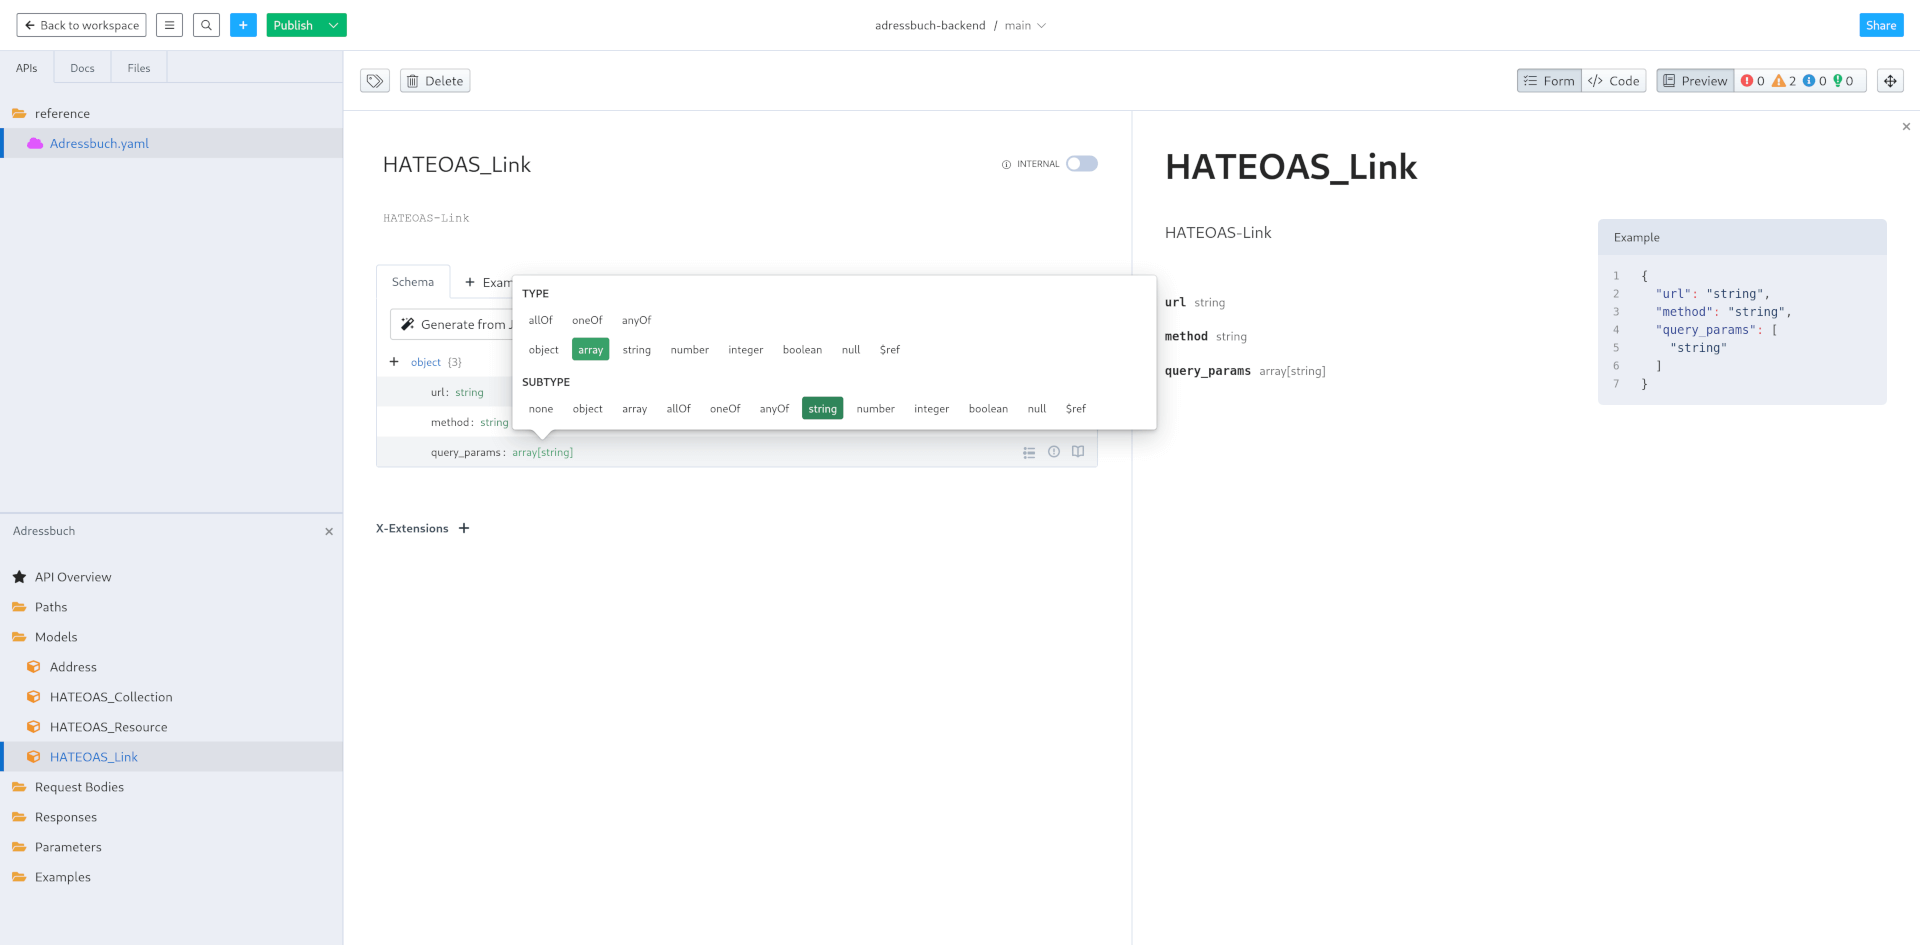 Back to workspace
Publish
adressbuch-backend / main
Share
APIs
Docs
Files
reference
Adressbuch.yaml
Delete
Form
Code
Preview
0
2
0
0
HATEOAS_Link
INTERNAL
HATEOAS-Link
Schema
Exam
Generate from J
object {3}
url: string
method: string
query_params: array[string]
TYPE
allOf oneOf anyOf
object array string number integer boolean null $ref
SUBTYPE
none object array allOf oneOf anyOf string number integer boolean null $ref
X-Extensions
HATEOAS_Link
HATEOAS-Link
url string
method string
query_params array[string]
Example
1 {
2 "url": "string",
3 "method": "string",
4 "query_params": [
5 "string"
6 ]
7 }
Adressbuch
API Overview
Paths
Models
Address
HATEOAS_Collection
HATEOAS_Resource
HATEOAS_Link
Request Bodies
Responses
Parameters
Examples